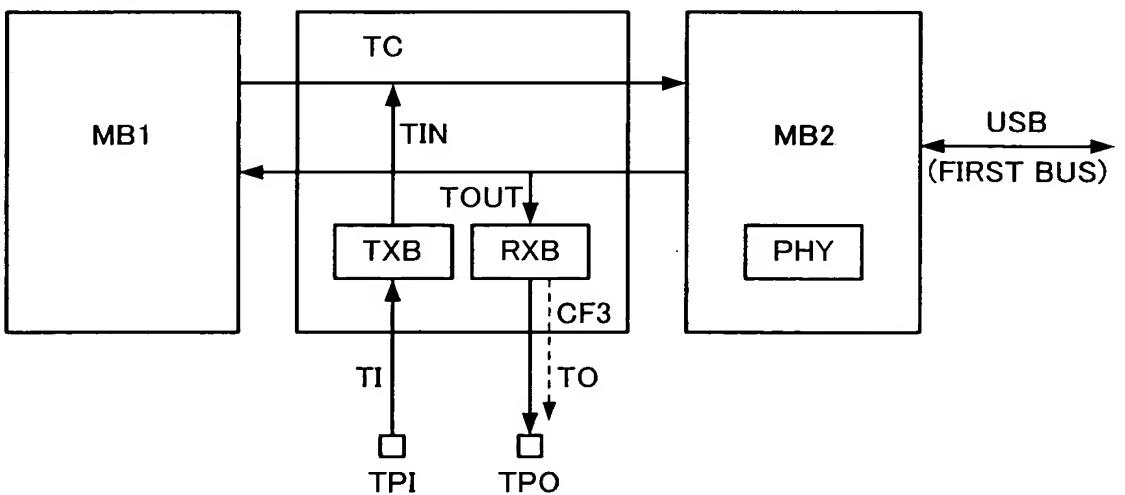 TC
MB1
TIN
MB2
USB
(FIRST BUS)
TOUT
TXB
RXB
PHY
CF3
TI
TO
TPI
TPO